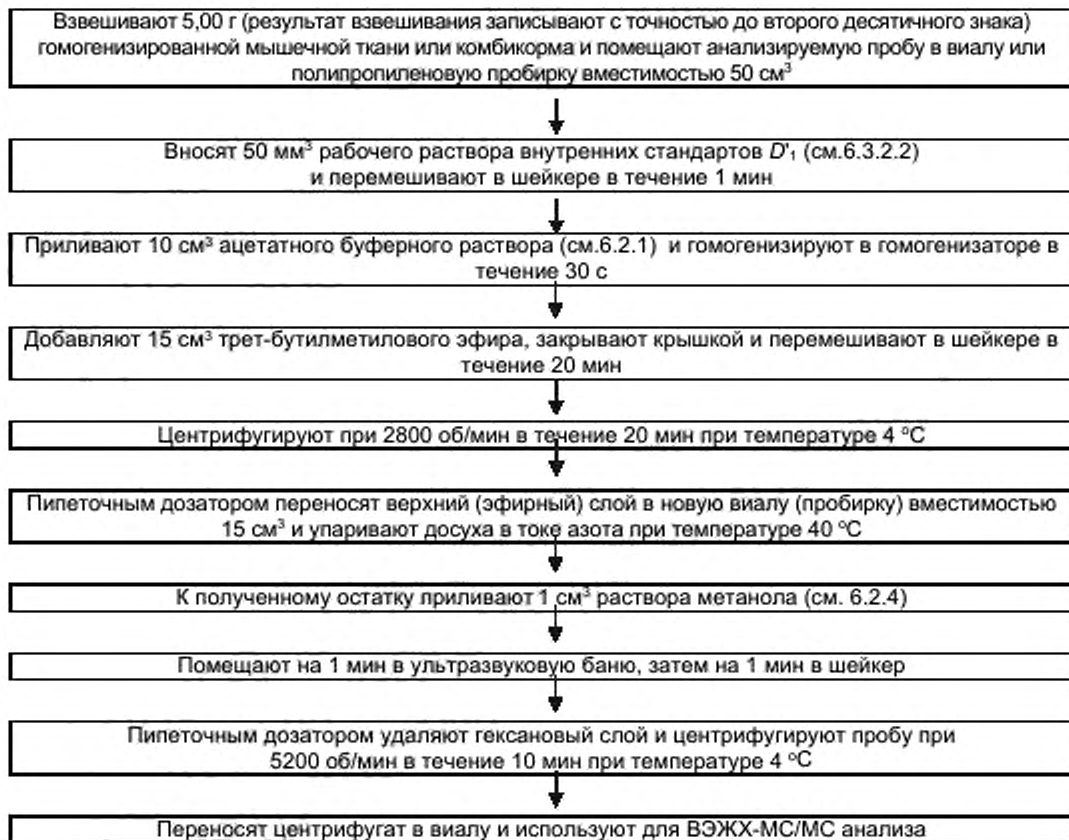 Взвешивают 5,00 г (результат взвешивания записывают с точностью до второго десятичного знака)
гомогенизированной мышечной ткани или комбикорма и помещают анализируемую пробу в виалу или
полипропиленовую пробирку вместимостью 50 см³
Вносят 50 мм³ рабочего раствора внутренних стандартов D'₁ (см.6.3.2.2)
и перемешивают в шейкере в течение 1 мин
Приливают 10 см³ ацетатного буферного раствора (см.6.2.1) и гомогенизируют в гомогенизаторе в
течение 30 с
Добавляют 15 см³ трет-бутилметилового эфира, закрывают крышкой и перемешивают в шейкере в
течение 20 мин
Центрифугируют при 2800 об/мин в течение 20 мин при температуре 4 °С
Пипеточным дозатором переносят верхний (эфирный) слой в новую виалу (пробирку) вместимостью
15 см³ и упаривают досуха в токе азота при температуре 40 °С
К полученному остатку приливают 1 см³ раствора метанола (см. 6.2.4)
Помещают на 1 мин в ультразвуковую баню, затем на 1 мин в шейкер
Пипеточным дозатором удаляют гексановый слой и центрифугируют пробу при
5200 об/мин в течение 10 мин при температуре 4 °С
Переносят центрифугат в виалу и используют для ВЭЖХ-МС/МС анализа